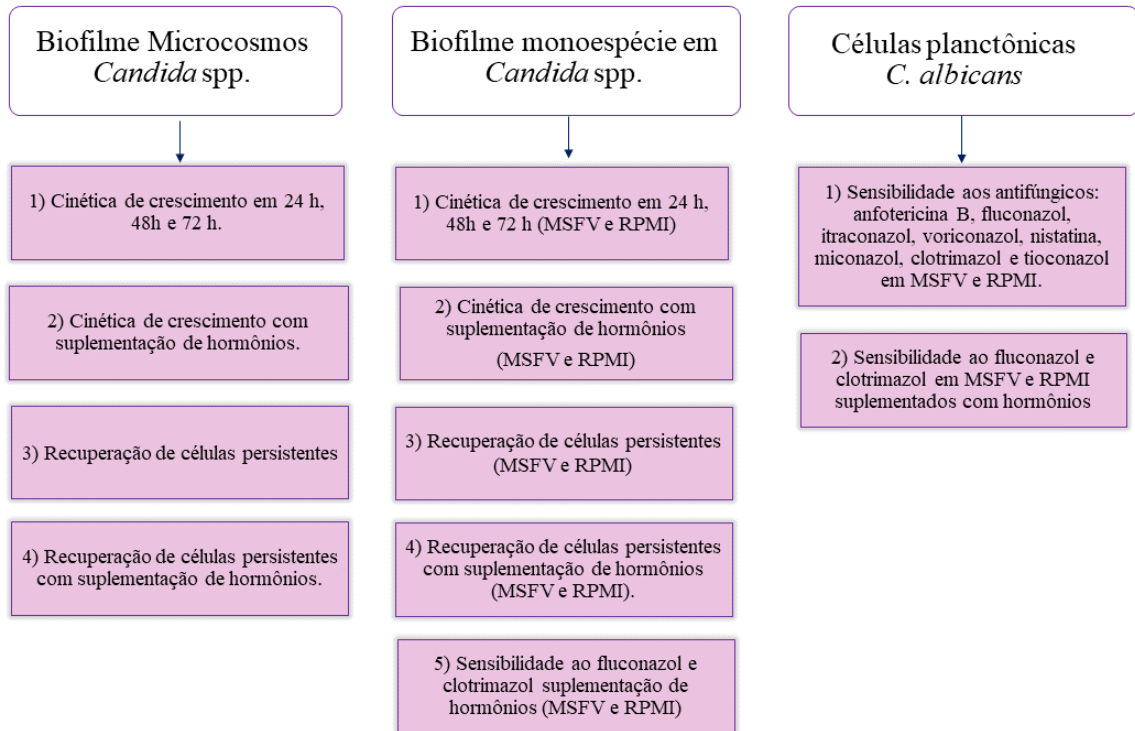 Biofilme Microcosmos
Candida spp.
1) Cinética de crescimento em 24 h,
48h e 72 h.
2) Cinética de crescimento com
suplementação de hormônios.
3) Recuperação de células persistentes
4) Recuperação de células persistentes
com suplementação de hormônios.
Biofilme monoespécie em
Candida spp.
1) Cinética de crescimento em 24 h,
48h e 72 h (MSFV e RPMI)
2) Cinética de crescimento com
suplementação de hormônios
(MSFV e RPMI)
3) Recuperação de células persistentes
(MSFV e RPMI)
4) Recuperação de células persistentes
com suplementação de hormônios
(MSFV e RPMI).
5) Sensibilidade ao fluconazol e
clotrimazol suplementação de
hormônios (MSFV e RPMI)
Células planctônicas
C. albicans
1) Sensibilidade aos antifúngicos:
anfotericina B, fluconazol,
itraconazol, voriconazol, nistatina,
miconazol, clotrimazol e tioconazol
em MSFV e RPMI.
2) Sensibilidade ao fluconazol e
clotrimazol em MSFV e RPMI
suplementados com hormônios